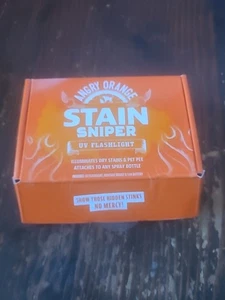 ANGRY ORANGE
STAIN
SNIPER
UV FLASHLIGHT
ILLUMINATES DRY STAINS & PET PEE
ATTACHES TO ANY SPRAY BOTTLE
SHOW THOSE HIDDEN STINKS
NO MERCY!